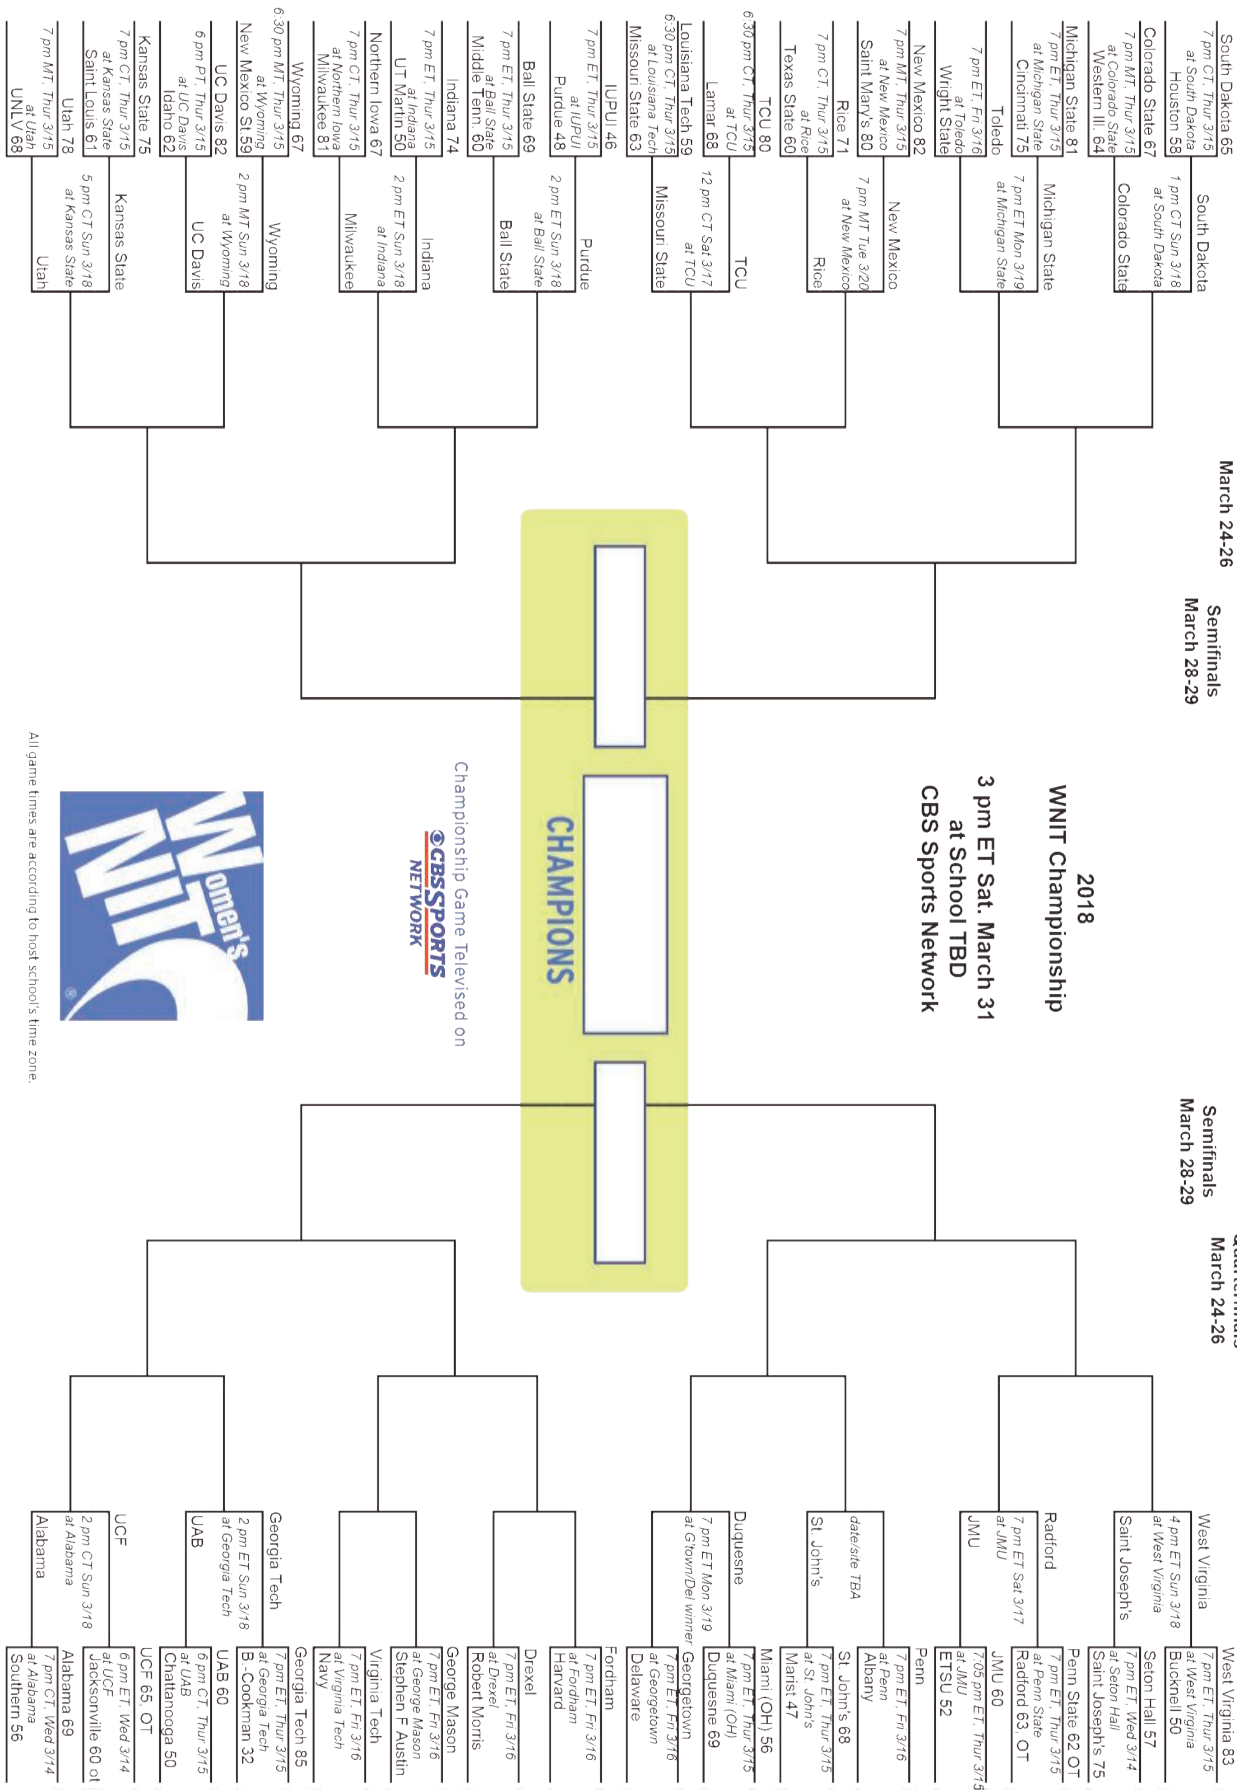 March 24-26
Semifinals
March 28-29
2018
WNIT Championship
3 pm ET Sat. March 31
at School TBD
CBS Sports Network
Semifinals
March 28-29
Quarterfinals
March 24-26
South Dakota 65
7 pm CT, Thur 3/15
at South Dakota
Houston 58
South Dakota
1 pm CT Sun 3/18
at South Dakota
Colorado State 67
7 pm MT, Thur 3/15
at Colorado State
Western Ill. 64
Colorado State
Michigan State 81
7 pm ET, Thur 3/15
at Michigan State
Cincinnati 75
Michigan State
7 pm ET Mon 3/19
at Michigan State
Toledo
7 pm ET, Fri 3/16
at Toledo
Wright State
New Mexico 82
7 pm MT, Thur 3/15
at New Mexico
Saint Mary's 80
New Mexico
7 pm MT Tue 3/20
at New Mexico
Rice 71
7 pm CT, Thur 3/15
at Rice
Texas State 60
Rice
TCU 80
6:30 pm CT, Thur 3/15
at TCU
Lamar 68
TCU
12 pm CT Sat 3/17
at TCU
Louisiana Tech 59
6:30 pm CT, Thur 3/15
at Louisiana Tech
Missouri State 63
Missouri State
IUPUI 46
7 pm ET, Thur 3/15
at IUPUI
Purdue 48
Purdue
2 pm ET Sun 3/18
at Ball State
Ball State 69
7 pm ET, Thur 3/15
at Ball State
Middle Tenn. 60
Ball State
Indiana 74
7 pm ET, Thur 3/15
at Indiana
UT Martin 50
Indiana
2 pm ET Sun 3/18
at Indiana
Northern Iowa 67
7 pm CT, Thur 3/15
at Northern Iowa
Milwaukee 81
Milwaukee
Wyoming 67
6:30 pm MT, Thur 3/15
at Wyoming
New Mexico St.59
Wyoming
2 pm MT Sun 3/18
at Wyoming
UC Davis 82
6 pm PT, Thur 3/15
at UC Davis
Idaho 62
UC Davis
Kansas State 75
7 pm CT, Thur 3/15
at Kansas State
Saint Louis 61
Kansas State
5 pm CT Sun 3/18
at Kansas State
Utah 78
7 pm MT, Thur 3/15
at Utah
UNLV 68
Utah
CHAMPIONS
Championship Game Televised on
CBS SPORTS
NETWORK
Women's
NIT
®
All game times are according to host school's time zone.
West Virginia
4 pm ET Sun 3/18
at West Virginia
Saint Joseph's
West Virginia 83
7 pm ET, Thur 3/15
at West Virginia
Bucknell 50
Seton Hall 57
7 pm ET, Wed 3/14
at Seton Hall
Saint Joseph's 75
Radford
7 pm ET Sat 3/17
at JMU
JMU
Penn State 62 OT
7 pm ET, Thur 3/15
at Penn State
Radford 63, OT
JMU 60
7:05 pm ET, Thur 3/15
at JMU
ETSU 52
date/site TBA
St. John's
Penn
7 pm ET, Fri 3/16
at Penn
Albany
St. John's 68
7 pm ET, Thur 3/15
at St. John's
Marist 47
Duquesne
7 pm ET Mon 3/19
at G'town/Del winner
Miami (OH) 56
7 pm ET, Thur 3/15
at Miami (OH)
Duquesne 69
Georgetown
7 pm ET, Fri 3/16
at Georgetown
Delaware
Fordham
7 pm ET, Fri 3/16
at Fordham
Harvard
Drexel
7 pm ET, Fri 3/16
at Drexel
Robert Morris
George Mason
7 pm ET, Fri 3/16
at George Mason
Stephen F Austin
Virginia Tech
7 pm ET, Fri 3/16
at Virginia Tech
Navy
Georgia Tech
2 pm ET Sun 3/18
at Georgia Tech
UAB
Georgia Tech 85
7 pm ET, Thur 3/15
at Georgia Tech
B.-Cookman 32
UAB 60
6 pm CT, Thur 3/15
at UAB
Chattanooga 50
UCF
2 pm CT Sun 3/18
at Alabama
Alabama
UCF 65, OT
6 pm ET, Wed 3/14
at UCF
Jacksonville 60 ot
Alabama 69
7 pm CT, Wed 3/14
at Alabama
Southern 56